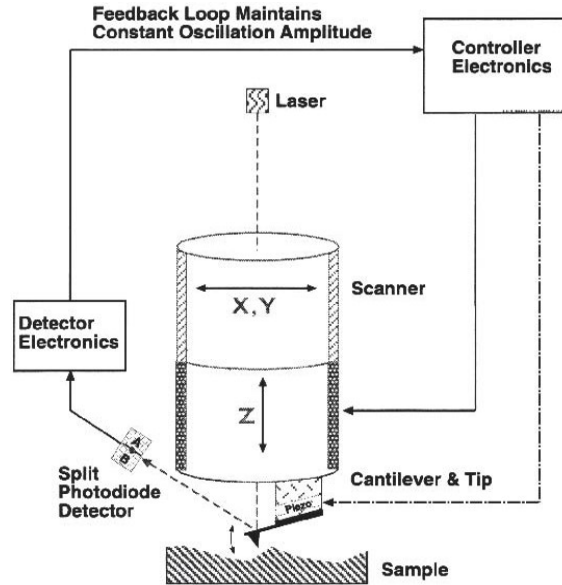 Feedback Loop Maintains
Constant Oscillation Amplitude
Controller
Electronics
Laser
X, Y
Scanner
Detector
Electronics
Z
A
B
Split
Photodiode
Detector
Cantilever & Tip
Piezo
Sample